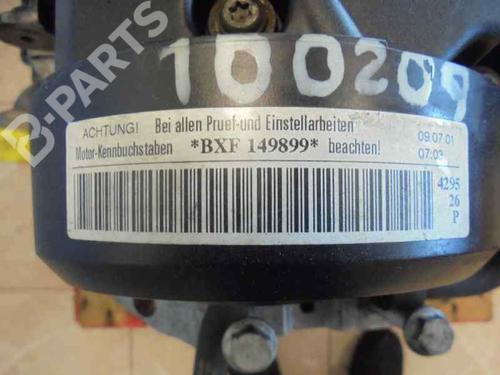 100209
B-PARTS
ACHTUNG! Bei allen Pruef-und Einstellarbeiten 09.07.01
Motor-Kennbuchstaben *BXF 149899* beachten! 07:03
4295
26
P